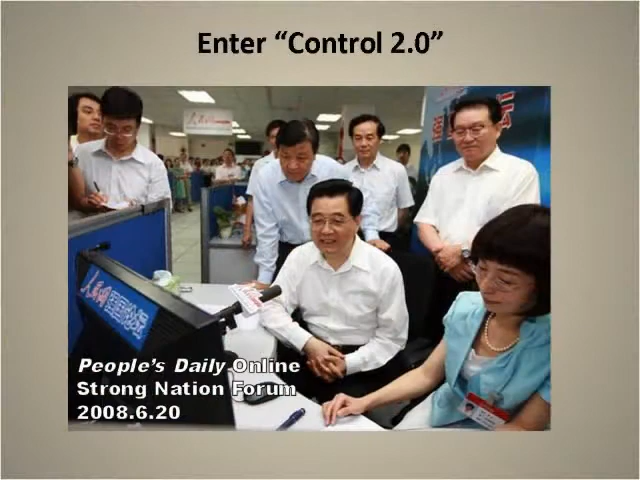 Enter “Control 2.0”
People’s Daily Online
Strong Nation Forum
2008.6.20